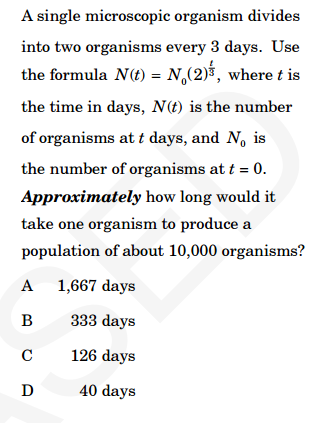 A single microscopic organism divides
into two organisms every 3 days. Use
the formula N(t) = N₀(2)^(t/3), where t is
the time in days, N(t) is the number
of organisms at t days, and N₀ is
the number of organisms at t = 0.
Approximately how long would it
take one organism to produce a
population of about 10,000 organisms?
A 1,667 days
B 333 days
C 126 days
D 40 days